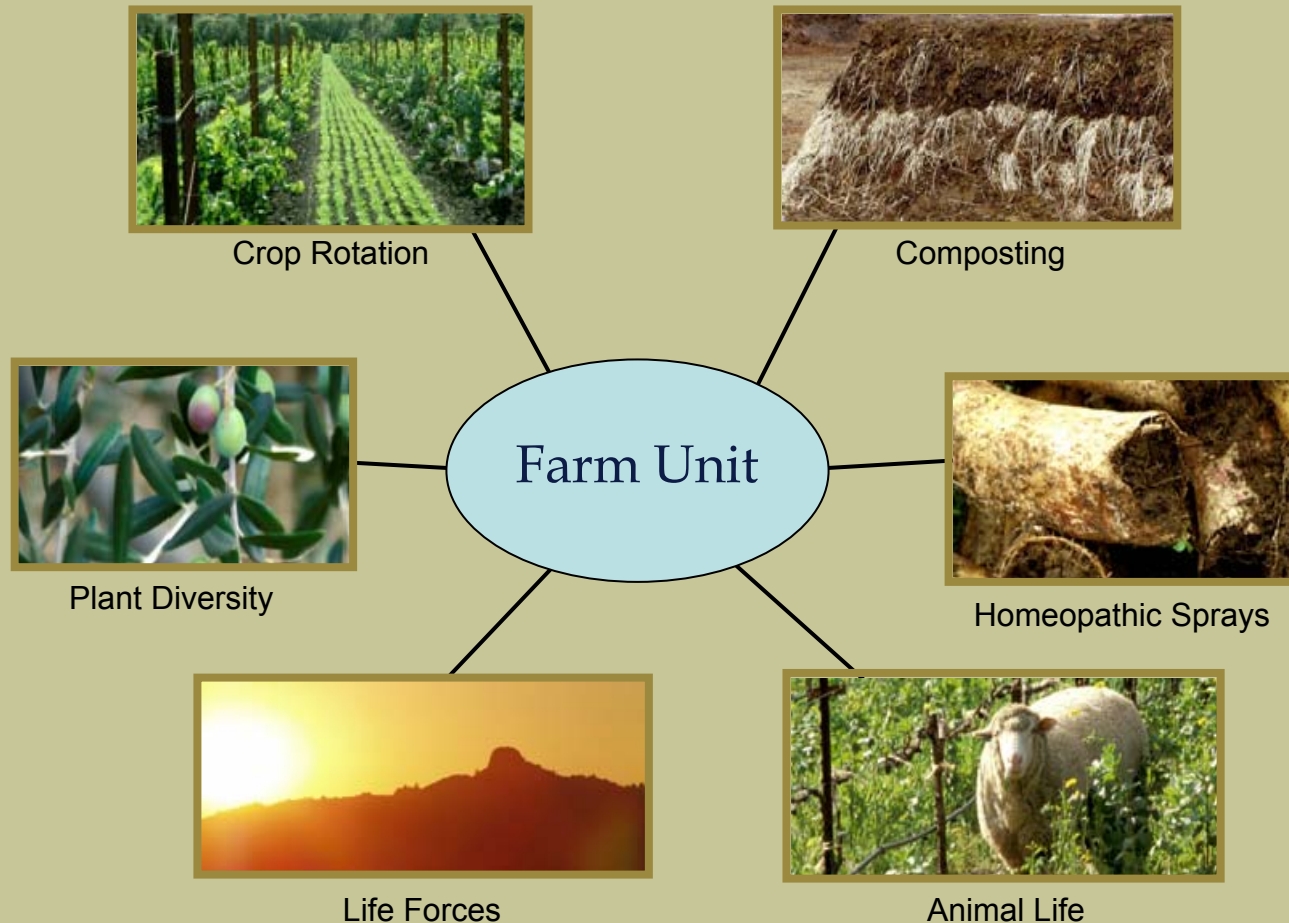 Crop Rotation
Composting
Farm Unit
Plant Diversity
Homeopathic Sprays
Life Forces
Animal Life